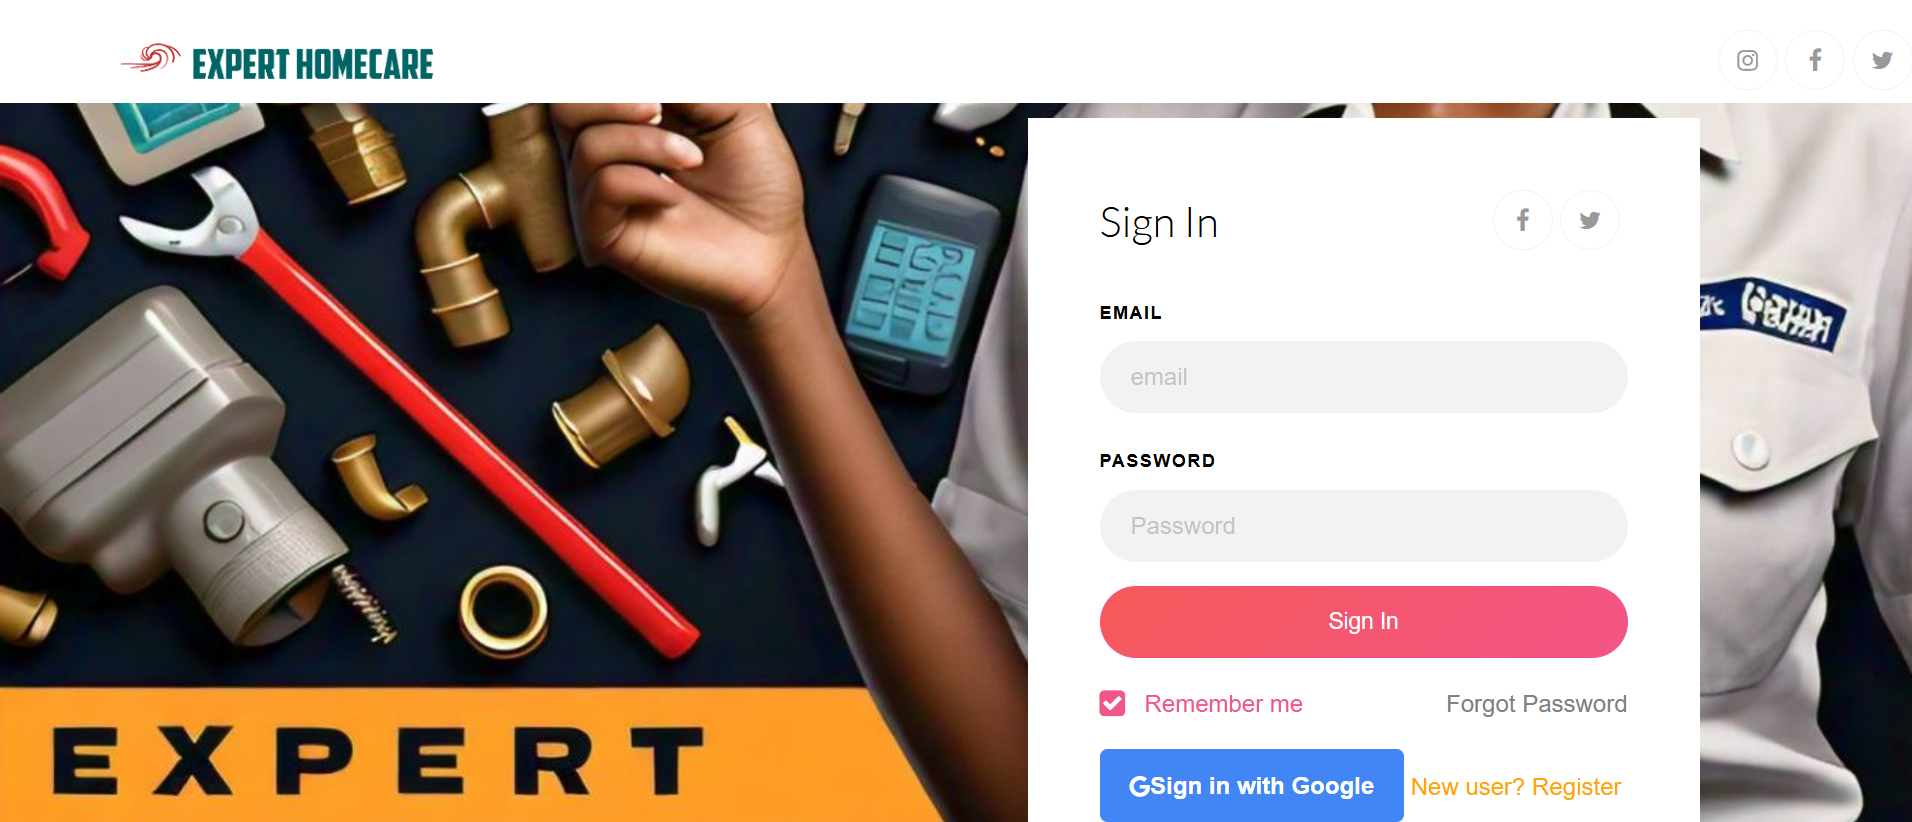 EXPERT HOMECARE
Sign In
EMAIL
email
PASSWORD
Password
Sign In
Remember me
Forgot Password
Sign in with Google
New user? Register
EXPERT